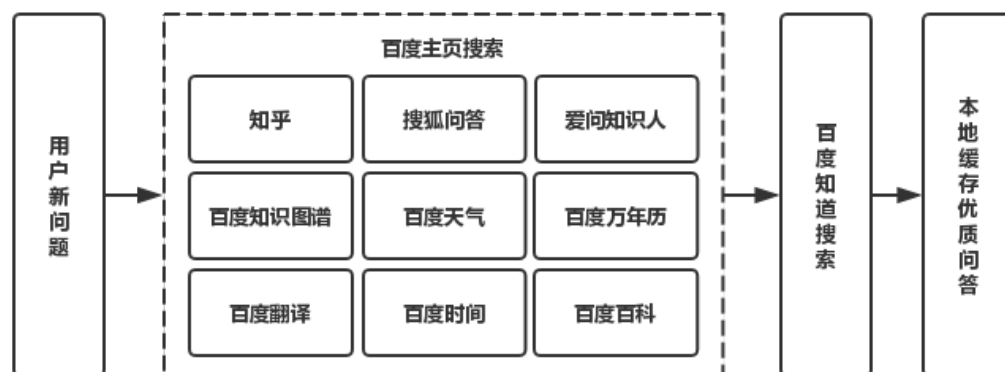 用户新问题
百度主页搜索
知乎
搜狐问答
爱问知识人
百度知识图谱
百度天气
百度万年历
百度翻译
百度时间
百度百科
百度知道搜索
本地缓存优质问答